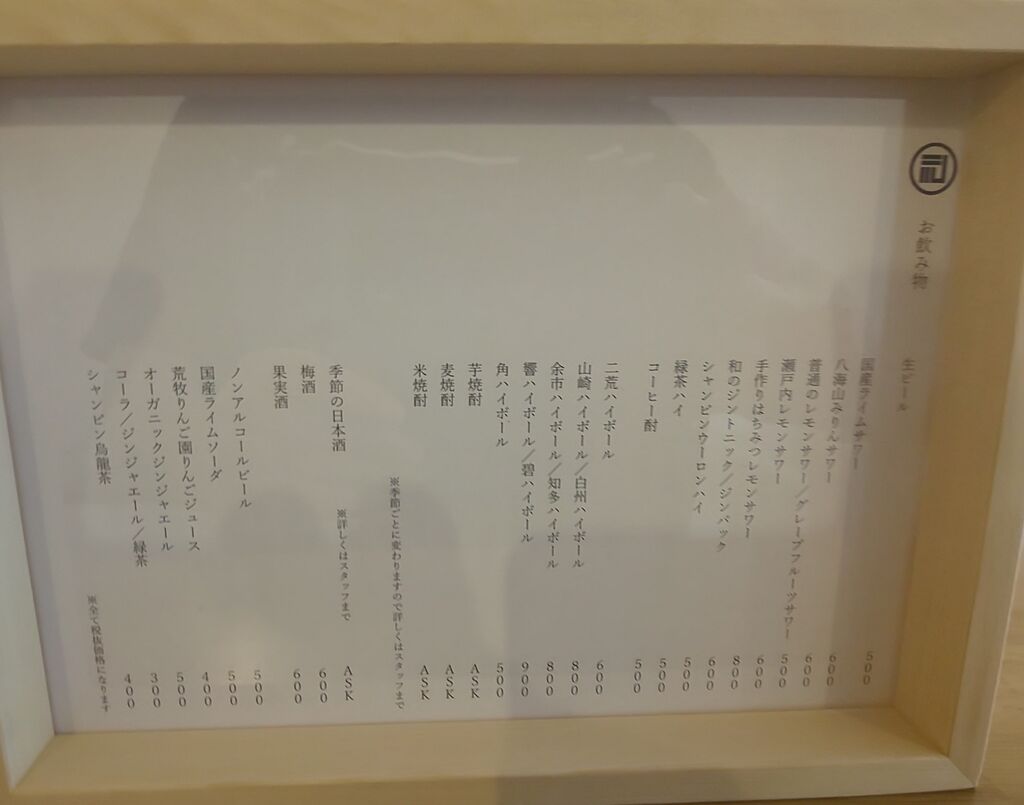 お飲み物
生ビール 500
国産ライムサワー 600
八海山みりんサワー 600
普通のレモンサワー／グレープフルーツサワー 500
瀬戸内レモンサワー 600
手作りはちみつレモンサワー 800
和のジントニック／ジンバック 600
シャンピンウーロンハイ 500
緑茶ハイ 500
コーヒー酎 500
二荒ハイボール 600
山崎ハイボール／白州ハイボール 800
余市ハイボール／知多ハイボール 800
響ハイボール／碧ハイボール 900
角ハイボール 500
芋焼酎 ASK
麦焼酎 ASK
米焼酎 ASK
※季節ごとに変わりますので詳しくはスタッフまで
季節の日本酒 ASK
※詳しくはスタッフまで
梅酒 600
果実酒 600
ノンアルコールビール 500
国産ライムソーダ 500
荒牧りんご園りんごジュース 400
オーガニックジンジャエール 500
コーラ／ジンジャエール／緑茶 300
シャンピン烏龍茶 400
※全て税抜価格になります